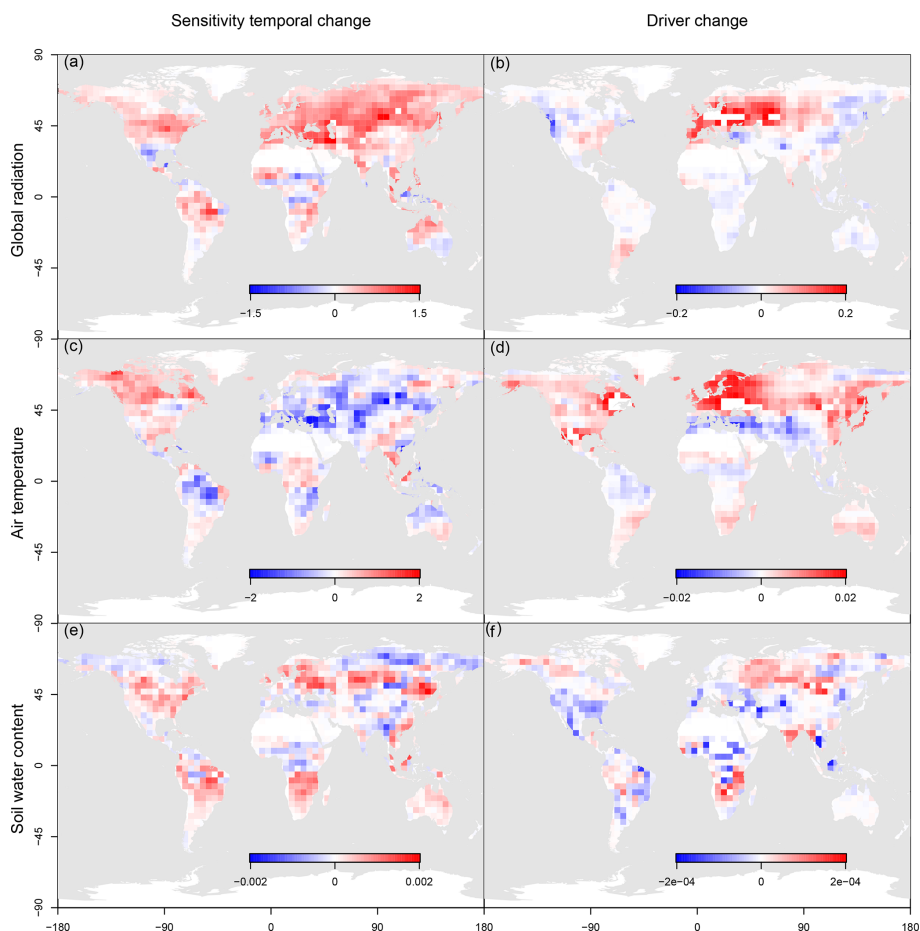 Sensitivity temporal change
Driver change
Global radiation
90
45
0
−45
−90
(a)
−1.5 0 1.5
(b)
−0.2 0 0.2
Air temperature
45
0
−45
−90
(c)
−2 0 2
(d)
−0.02 0 0.02
Soil water content
45
0
−45
−90
(e)
−0.002 0 0.002
(f)
−2e−04 0 2e−04
−180 −90 0 90 180
−90 0 90 180